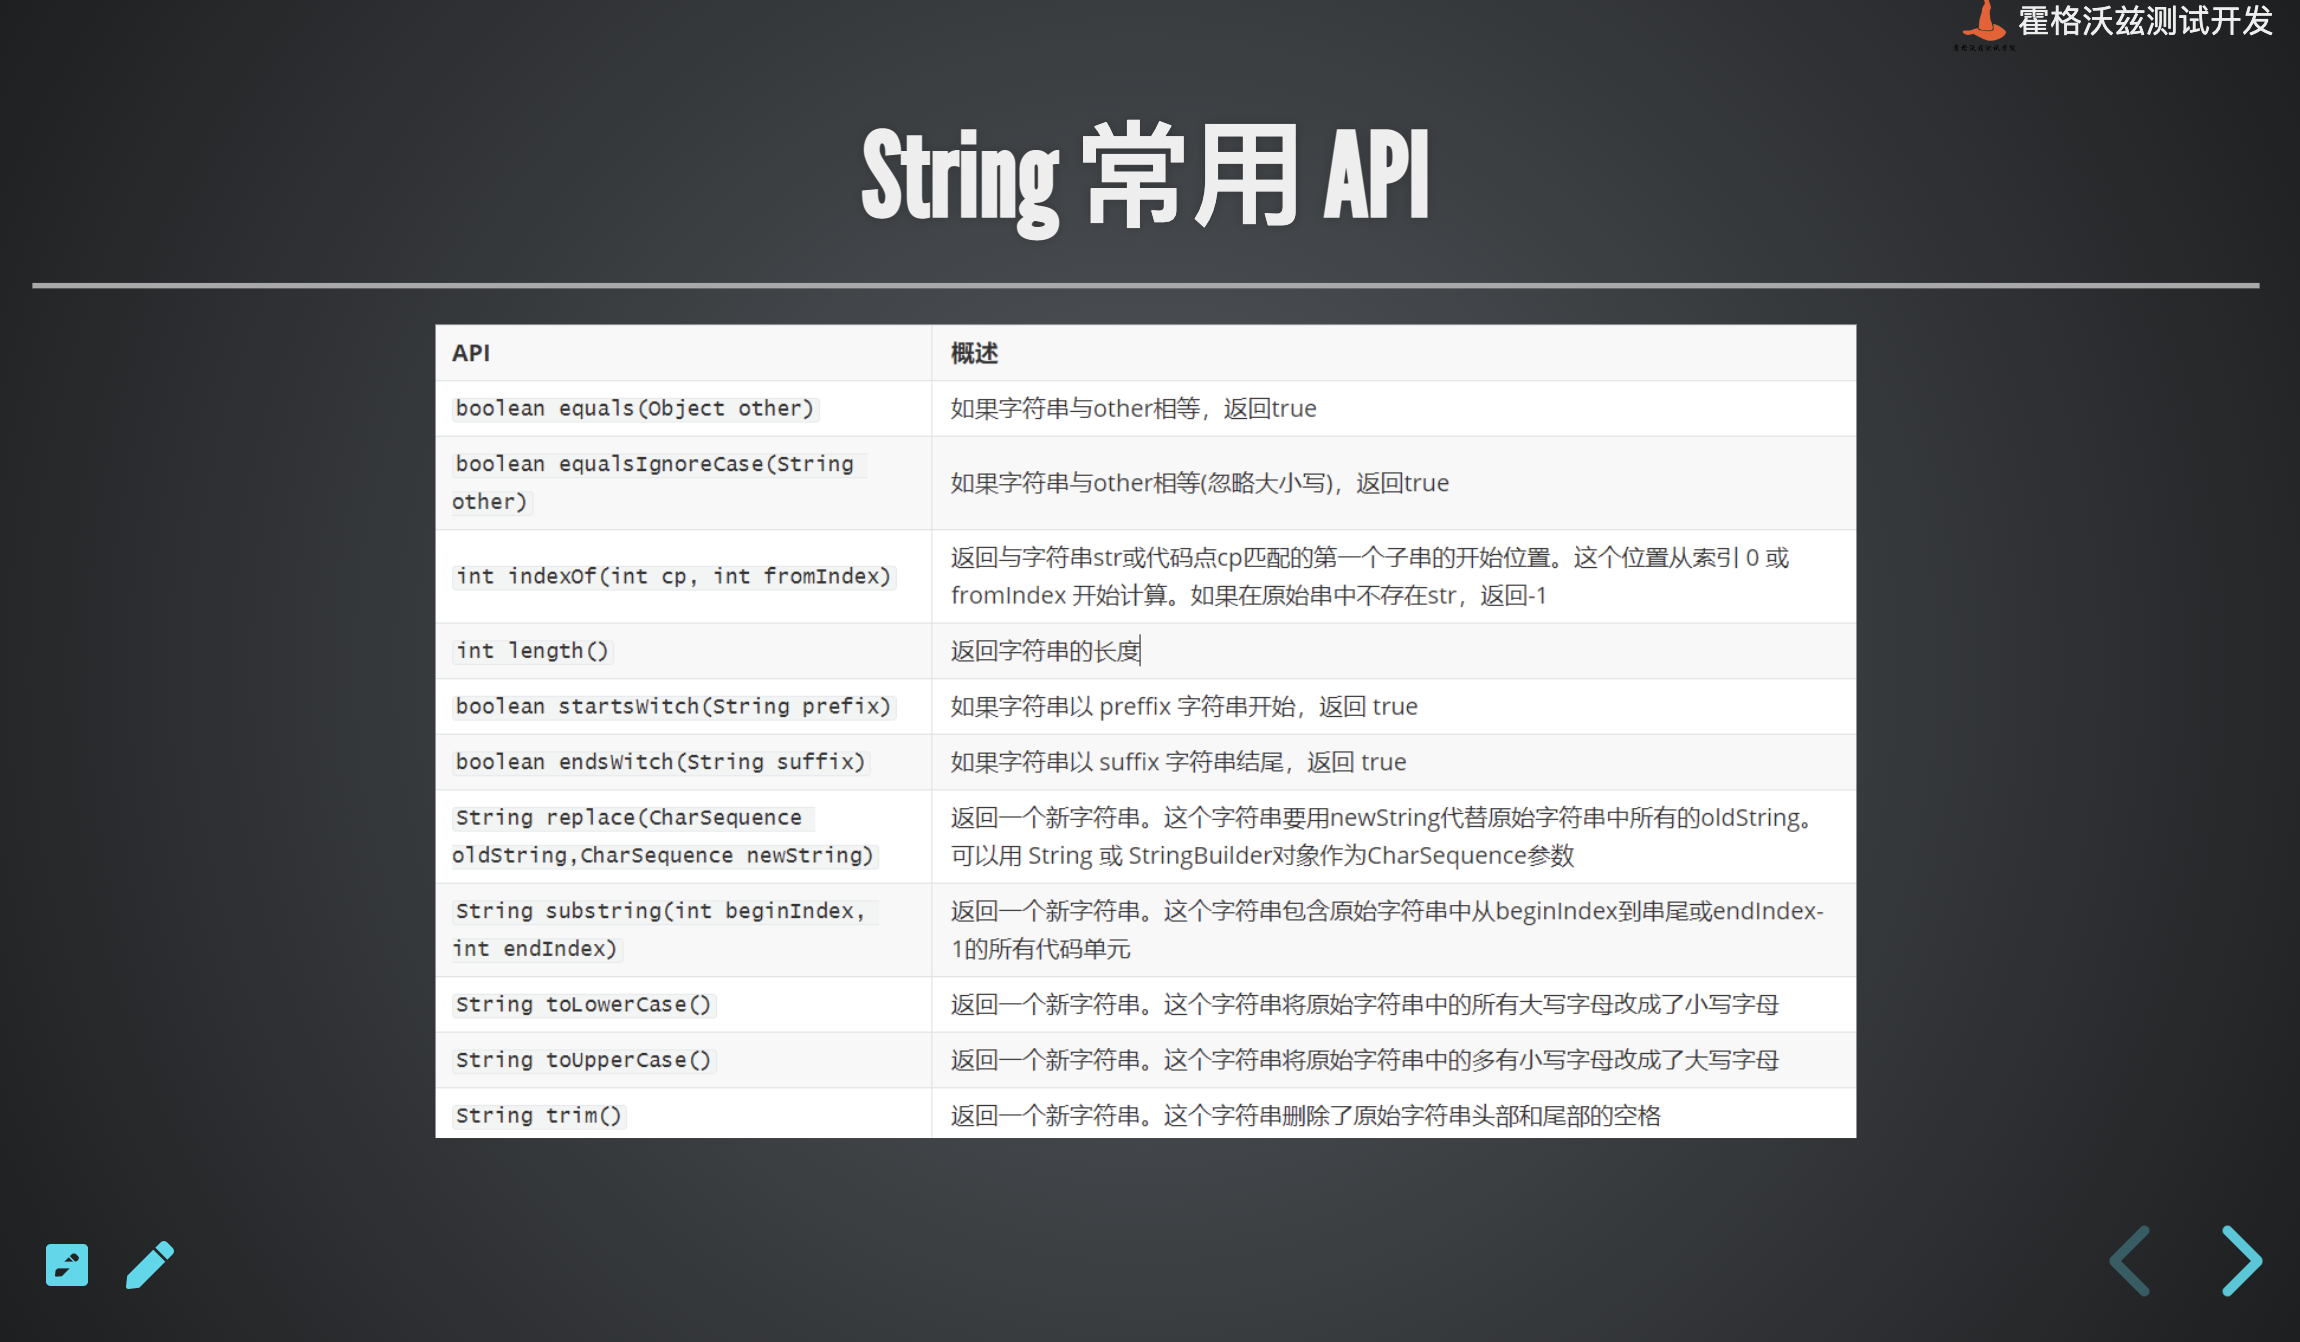 霍格沃兹测试开发
String 常用 API
API 概述
boolean equals(Object other) 如果字符串与other相等，返回true
boolean equalsIgnoreCase(String
other) 如果字符串与other相等(忽略大小写)，返回true
int indexOf(int cp, int fromIndex) 返回与字符串str或代码点cp匹配的第一个子串的开始位置。这个位置从索引 0 或
fromIndex 开始计算。如果在原始串中不存在str，返回-1
int length() 返回字符串的长度
boolean startsWitch(String prefix) 如果字符串以 preffix 字符串开始，返回 true
boolean endsWitch(String suffix) 如果字符串以 suffix 字符串结尾，返回 true
String replace(CharSequence
oldString,CharSequence newString) 返回一个新字符串。这个字符串要用newString代替原始字符串中所有的oldString。
可以用 String 或 StringBuilder对象作为CharSequence参数
String substring(int beginIndex,
int endIndex) 返回一个新字符串。这个字符串包含原始字符串中从beginIndex到串尾或endIndex-
1的所有代码单元
String toLowerCase() 返回一个新字符串。这个字符串将原始字符串中的所有大写字母改成了小写字母
String toUpperCase() 返回一个新字符串。这个字符串将原始字符串中的多有小写字母改成了大写字母
String trim() 返回一个新字符串。这个字符串删除了原始字符串头部和尾部的空格